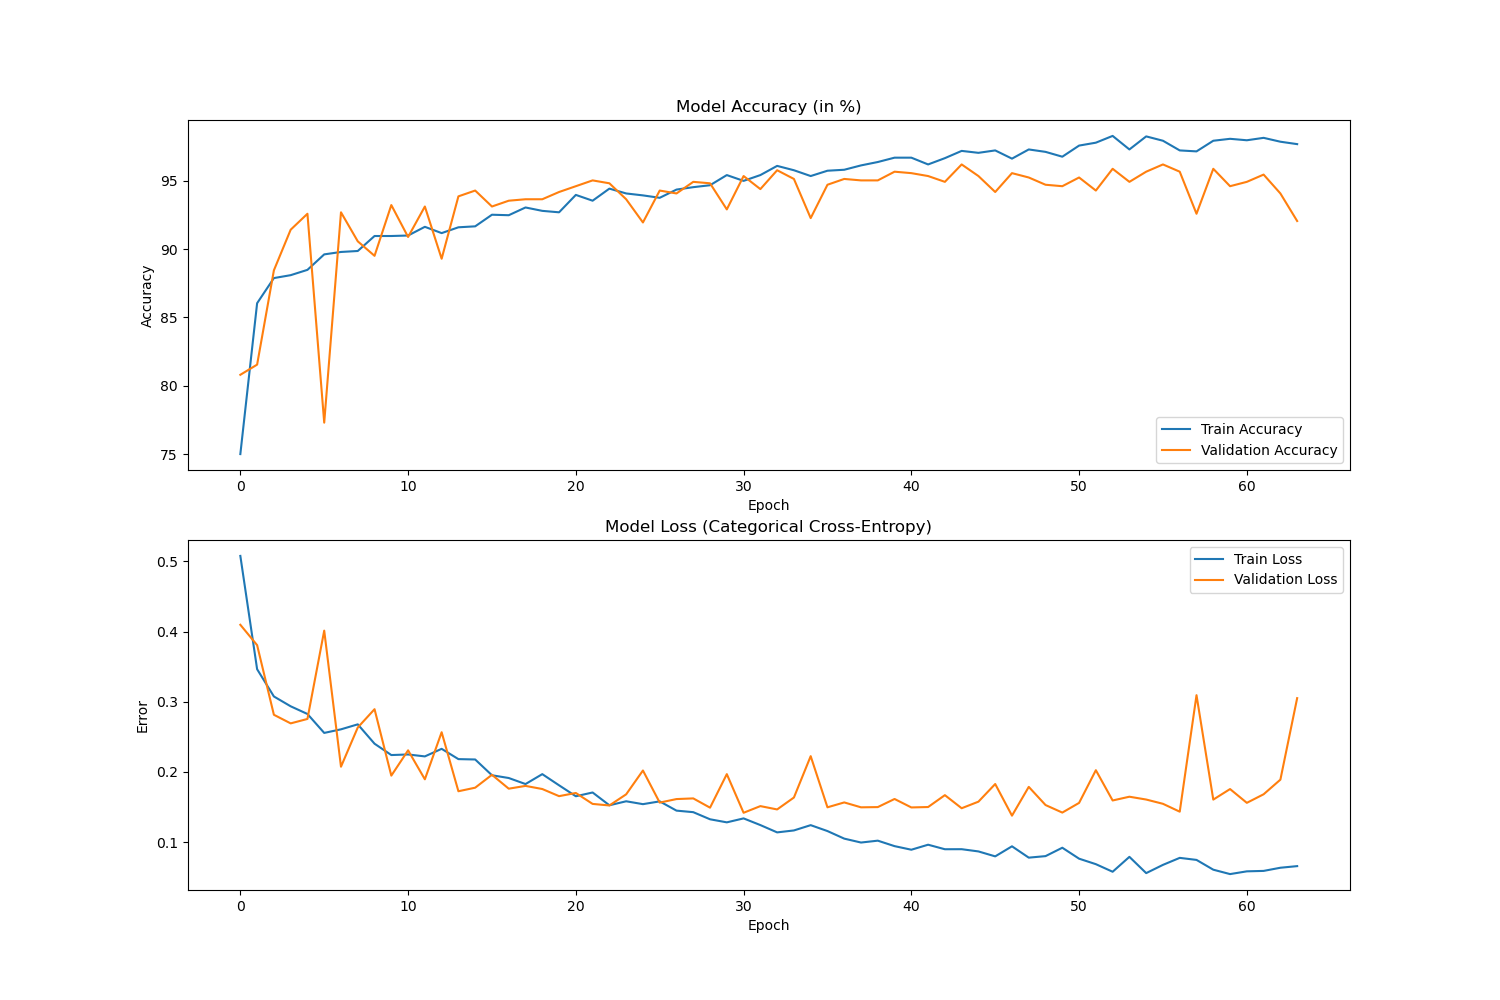 Model Accuracy (in %)
Accuracy
95
90
85
80
75
Train Accuracy
Validation Accuracy
0 10 20 30 40 50 60
Epoch
Model Loss (Categorical Cross-Entropy)
Error
0.5
0.4
0.3
0.2
0.1
Train Loss
Validation Loss
0 10 20 30 40 50 60
Epoch